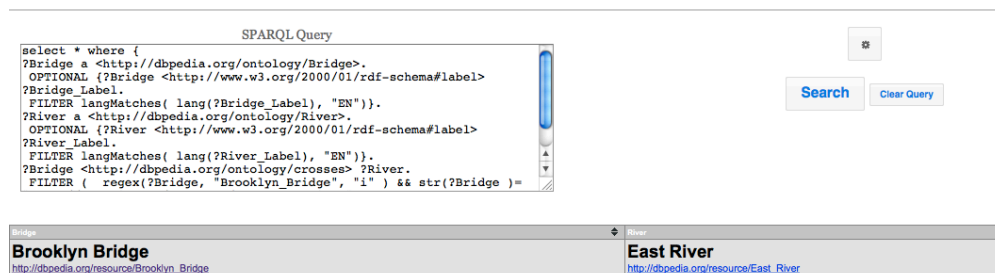 SPARQL Query
select * where {
?Bridge a <http://dbpedia.org/ontology/Bridge>.
OPTIONAL {?Bridge <http://www.w3.org/2000/01/rdf-schema#label>
?Bridge_Label.
FILTER langMatches( lang(?Bridge_Label), "EN")}.
?River a <http://dbpedia.org/ontology/River>.
OPTIONAL {?River <http://www.w3.org/2000/01/rdf-schema#label>
?River_Label.
FILTER langMatches( lang(?River_Label), "EN")}.
?Bridge <http://dbpedia.org/ontology/crosses> ?River.
FILTER ( regex(?Bridge, "Brooklyn_Bridge", "i" ) && str(?Bridge )=
Search Clear Query
Bridge River
Brooklyn Bridge East River
http://dbpedia.org/resource/Brooklyn_Bridge http://dbpedia.org/resource/East_River